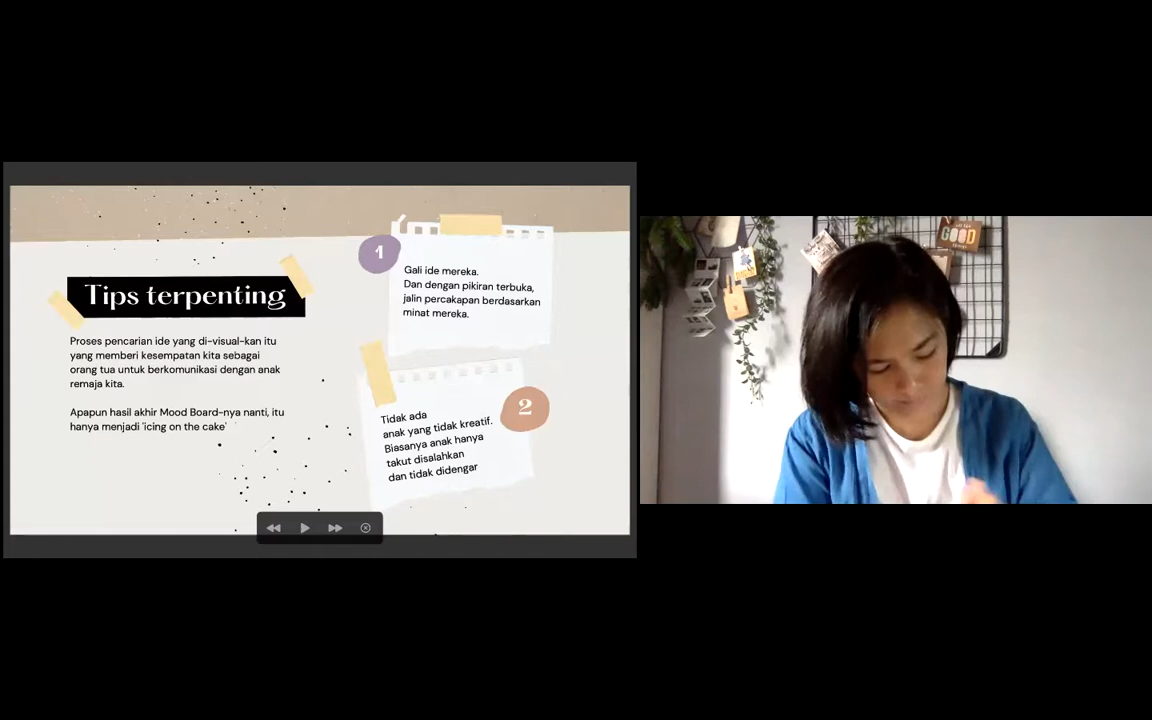 Tips terpenting
Proses pencarian ide yang di-visual-kan itu
yang memberi kesempatan kita sebagai
orang tua untuk berkomunikasi dengan anak
remaja kita.
Apapun hasil akhir Mood Board-nya nanti, itu
hanya menjadi 'icing on the cake'
1
Gali ide mereka.
Dan dengan pikiran terbuka,
jalin percakapan berdasarkan
minat mereka.
2
Tidak ada
anak yang tidak kreatif.
Biasanya anak hanya
takut disalahkan
dan tidak didengar
GOOD